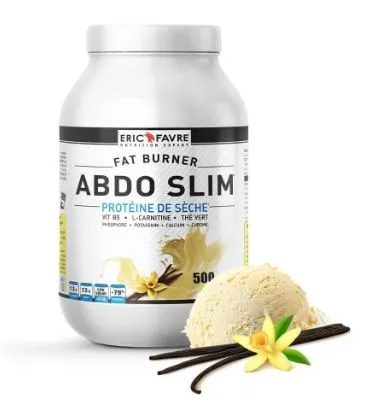 ERIC FAVRE
NUTRITION EXPERT
FAT BURNER
ABDO SLIM
PROTÉINE DE SÈCHE
VIT B5 • L-CARNITINE • THÉ VERT
PHOSPHORE • POTASSIUM • CALCIUM • CHROME
500